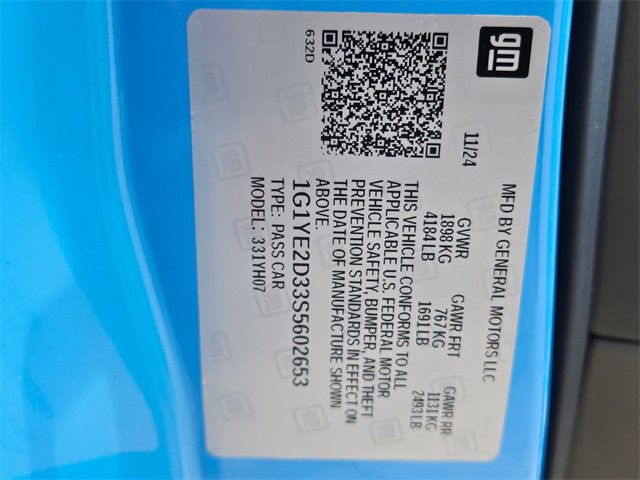 gm
MFD BY GENERAL MOTORS LLC
11/24
GVWR GAWR FRT GAWR RR
1898 KG 767 KG 1131 KG
4184 LB 1691 LB 2493 LB
THIS VEHICLE CONFORMS TO ALL
APPLICABLE U.S. FEDERAL MOTOR
VEHICLE SAFETY, BUMPER, AND THEFT
PREVENTION STANDARDS IN EFFECT ON
THE DATE OF MANUFACTURE SHOWN
ABOVE.
1G1YE2D33S5602653
TYPE: PASS CAR
MODEL: 331YH07
632D